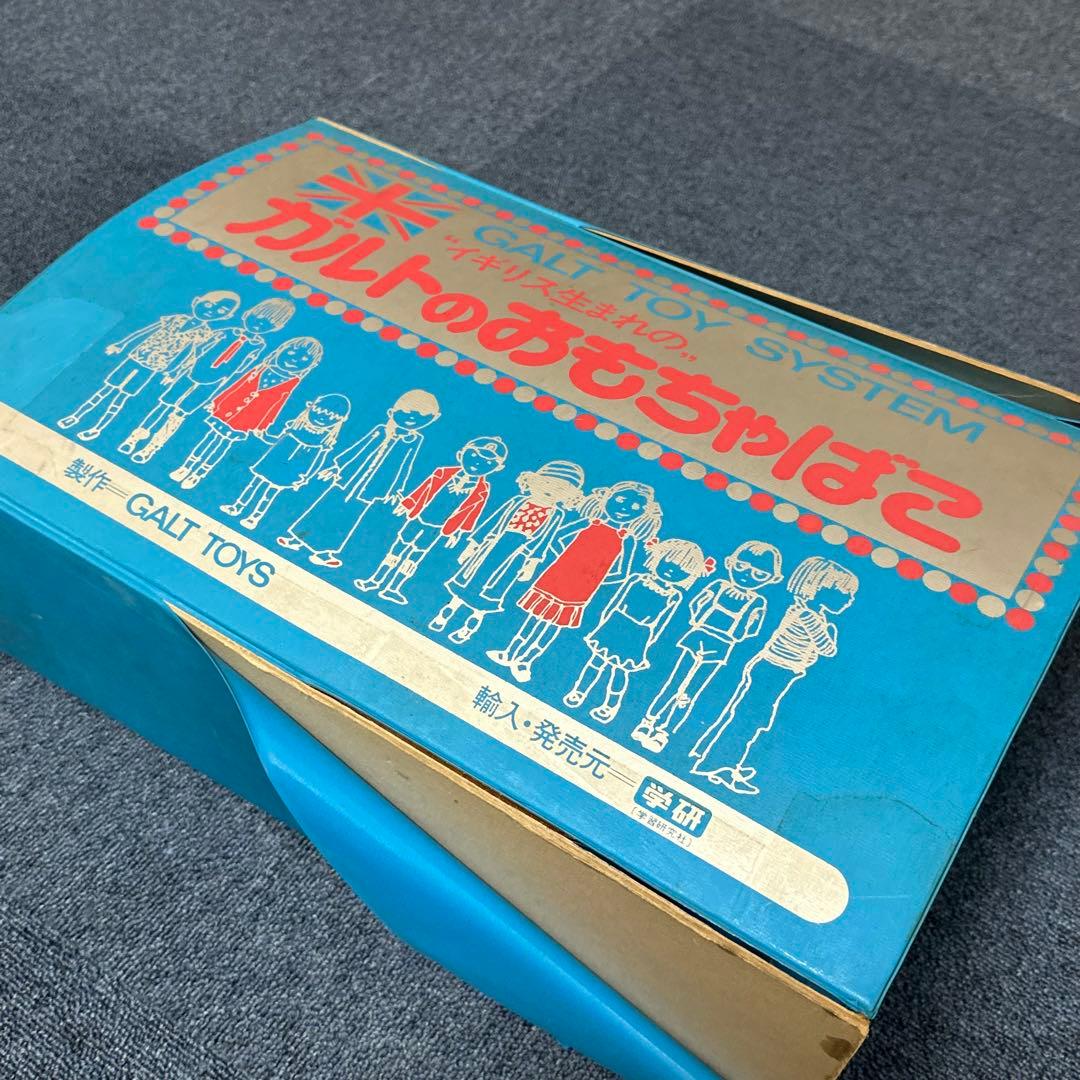 GALT TOY SYSTEM
"イギリス生まれの"
ガルトのおもちゃばこ
製作=GALT TOYS
輸入・発売元=学研
(学習研究社)